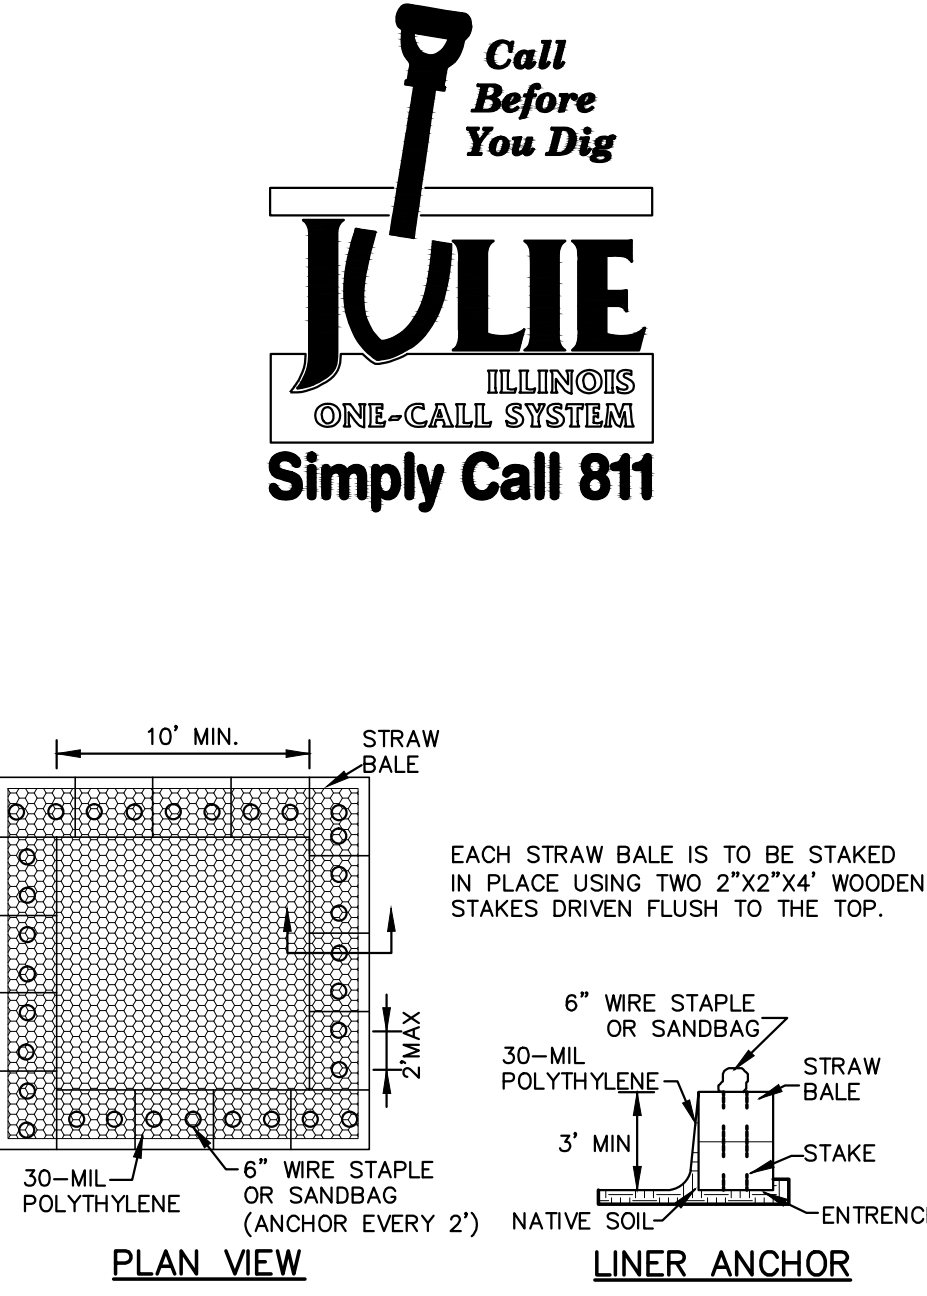 Call
Before
You Dig
JULIE
ILLINOIS
ONE-CALL SYSTEM
Simply Call 811
10' MIN.
STRAW
BALE
2'MAX
30-MIL
POLYTHYLENE
6" WIRE STAPLE
OR SANDBAG
(ANCHOR EVERY 2')
PLAN VIEW
EACH STRAW BALE IS TO BE STAKED
IN PLACE USING TWO 2"X2"X4' WOODEN
STAKES DRIVEN FLUSH TO THE TOP.
6" WIRE STAPLE
OR SANDBAG
30-MIL
POLYTHYLENE
STRAW
BALE
3' MIN
STAKE
NATIVE SOIL
LINER ANCHOR